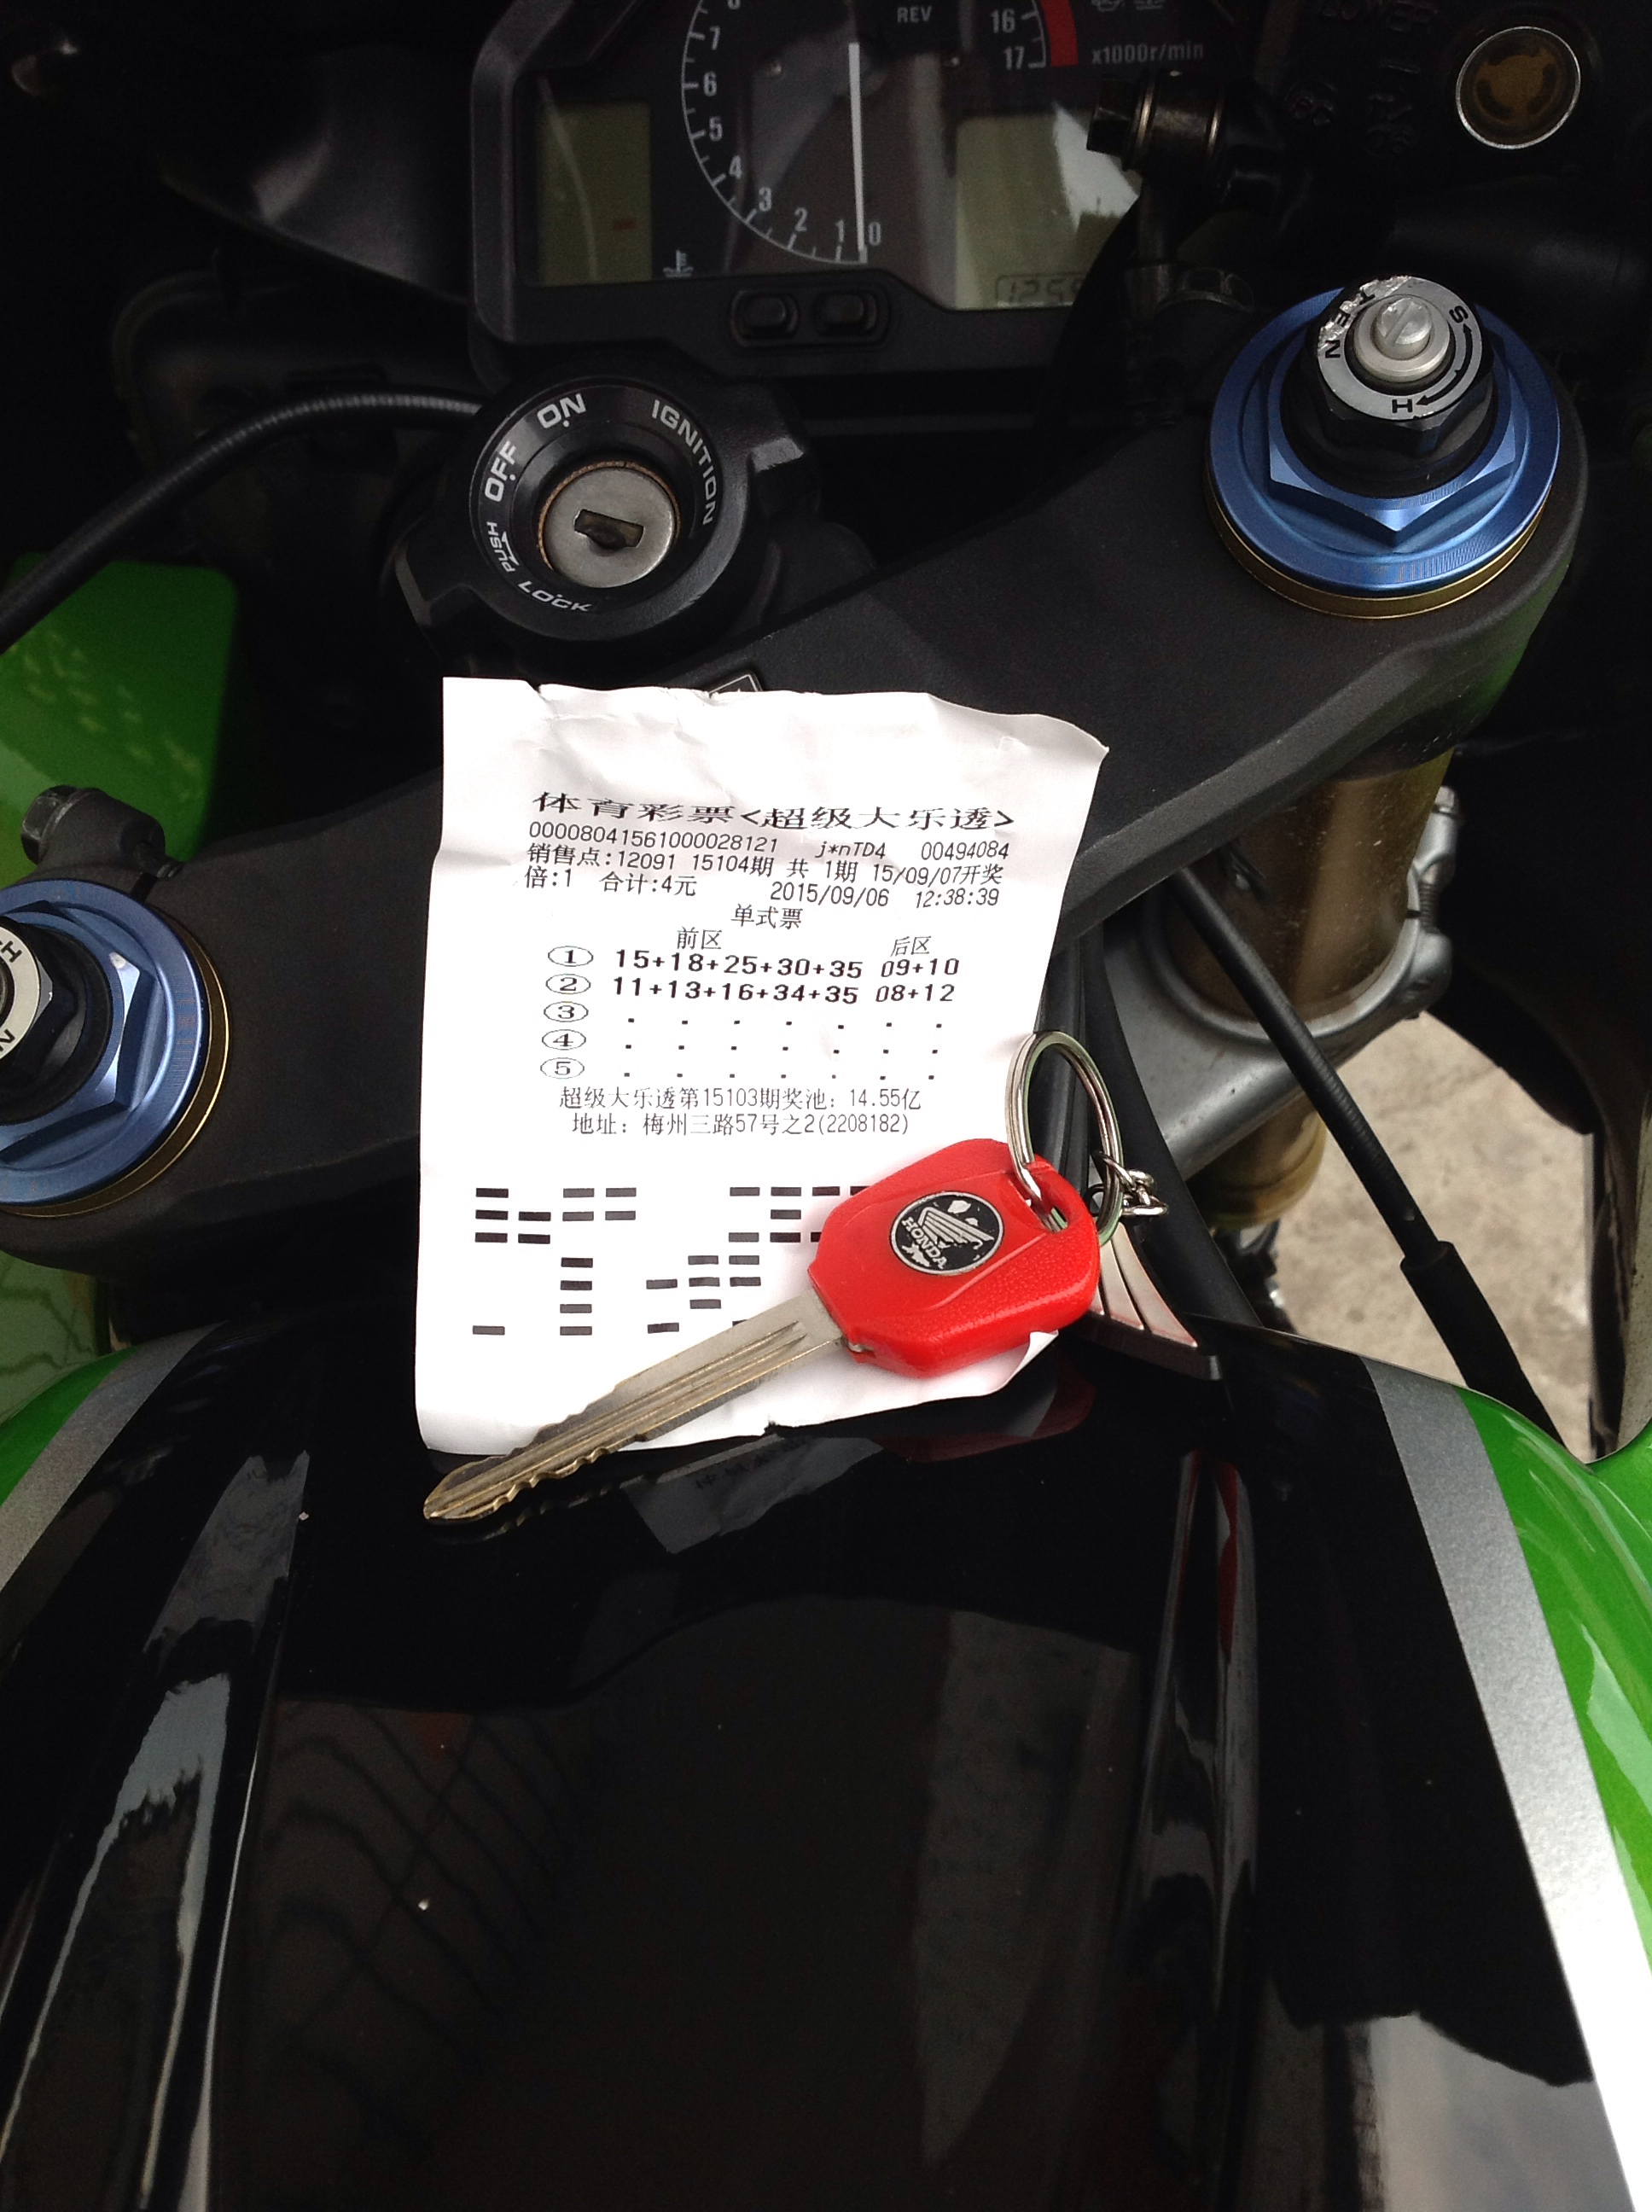 8
7
6
5
4
3
2
1
0
REV
16
17
x1000r/min
ON
OFF
IGNITION
PUSH
LOCK
TEN
S
H
体育彩票<超级大乐透>
00008041561000028121 j*nTD4 00494084
销售点:12091 15104期 共 1期 15/09/07开奖
倍:1 合计:4元 2015/09/06 12:38:39
单式票
前区 后区
① 15+18+25+30+35 09+10
② 11+13+16+34+35 08+12
③ . . . . . . .
④ . . . . . . .
⑤ . . . . . . .
超级大乐透第15103期奖池: 14.55亿
地址: 梅州三路57号之2(2208182)
HONDA